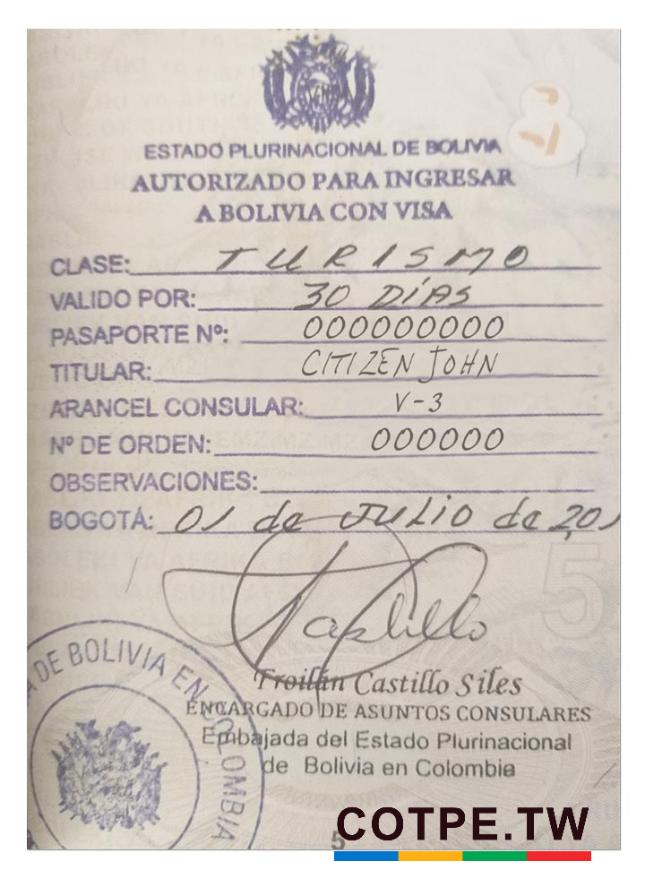 ESTADO PLURINACIONAL DE BOLIVIA
AUTORIZADO PARA INGRESAR
A BOLIVIA CON VISA
CLASE: TURISMO
VALIDO POR: 30 DÍAS
PASAPORTE Nº: 000000000
TITULAR: CITIZEN JOHN
ARANCEL CONSULAR: V-3
Nº DE ORDEN: 000000
OBSERVACIONES:
BOGOTÁ: 01 de JULIO de 201
Castillo
Troilán Castillo Siles
ENCARGADO DE ASUNTOS CONSULARES
Embajada del Estado Plurinacional
de Bolivia en Colombia
DE BOLIVIA EN COLOMBIA
5
5
COTPE.TW